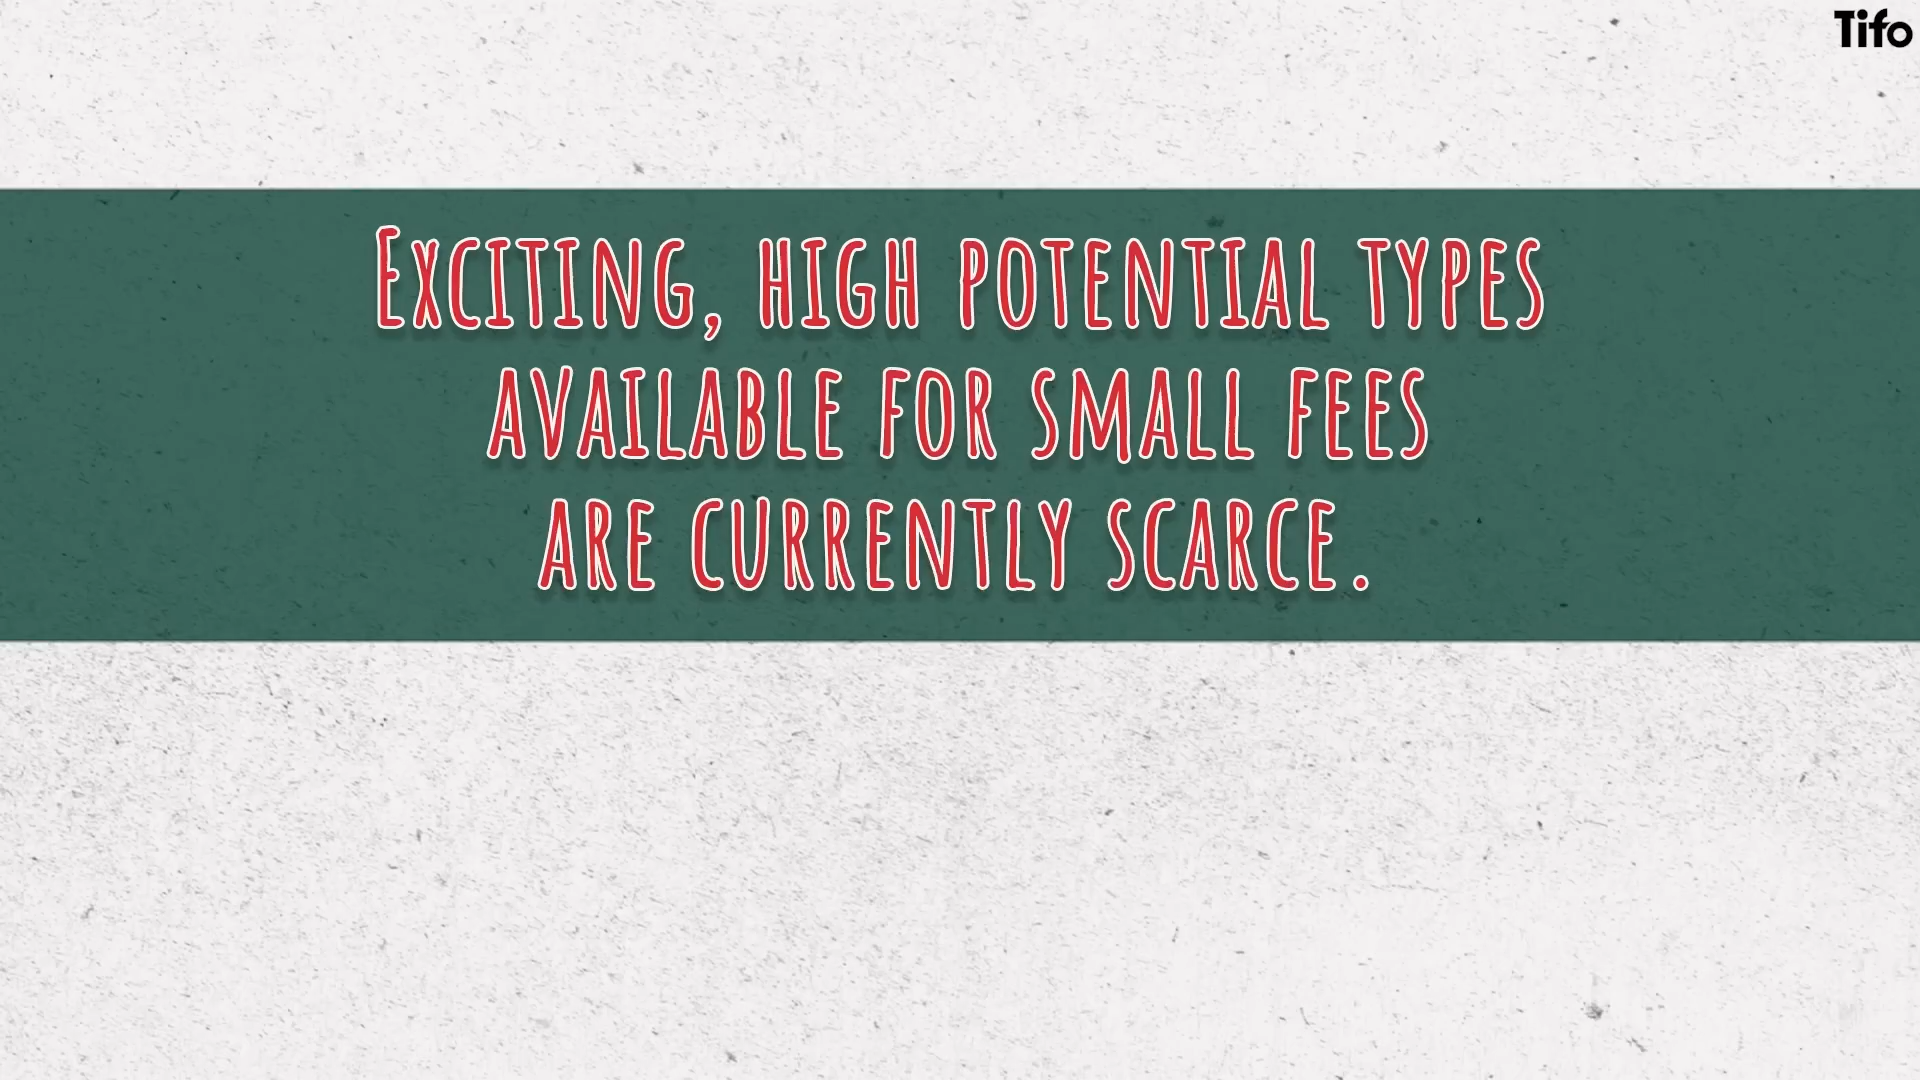 Tifo
Exciting, high potential types
available for small fees
are currently scarce.